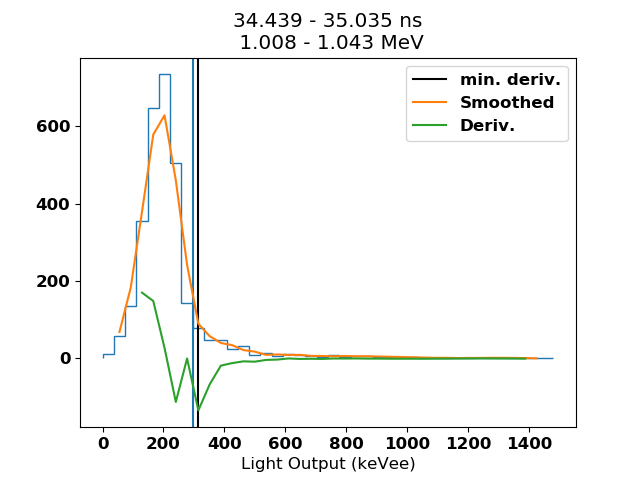 34.439 - 35.035 ns
1.008 - 1.043 MeV
min. deriv.
Smoothed
Deriv.
600
400
200
0
0 200 400 600 800 1000 1200 1400
Light Output (keVee)